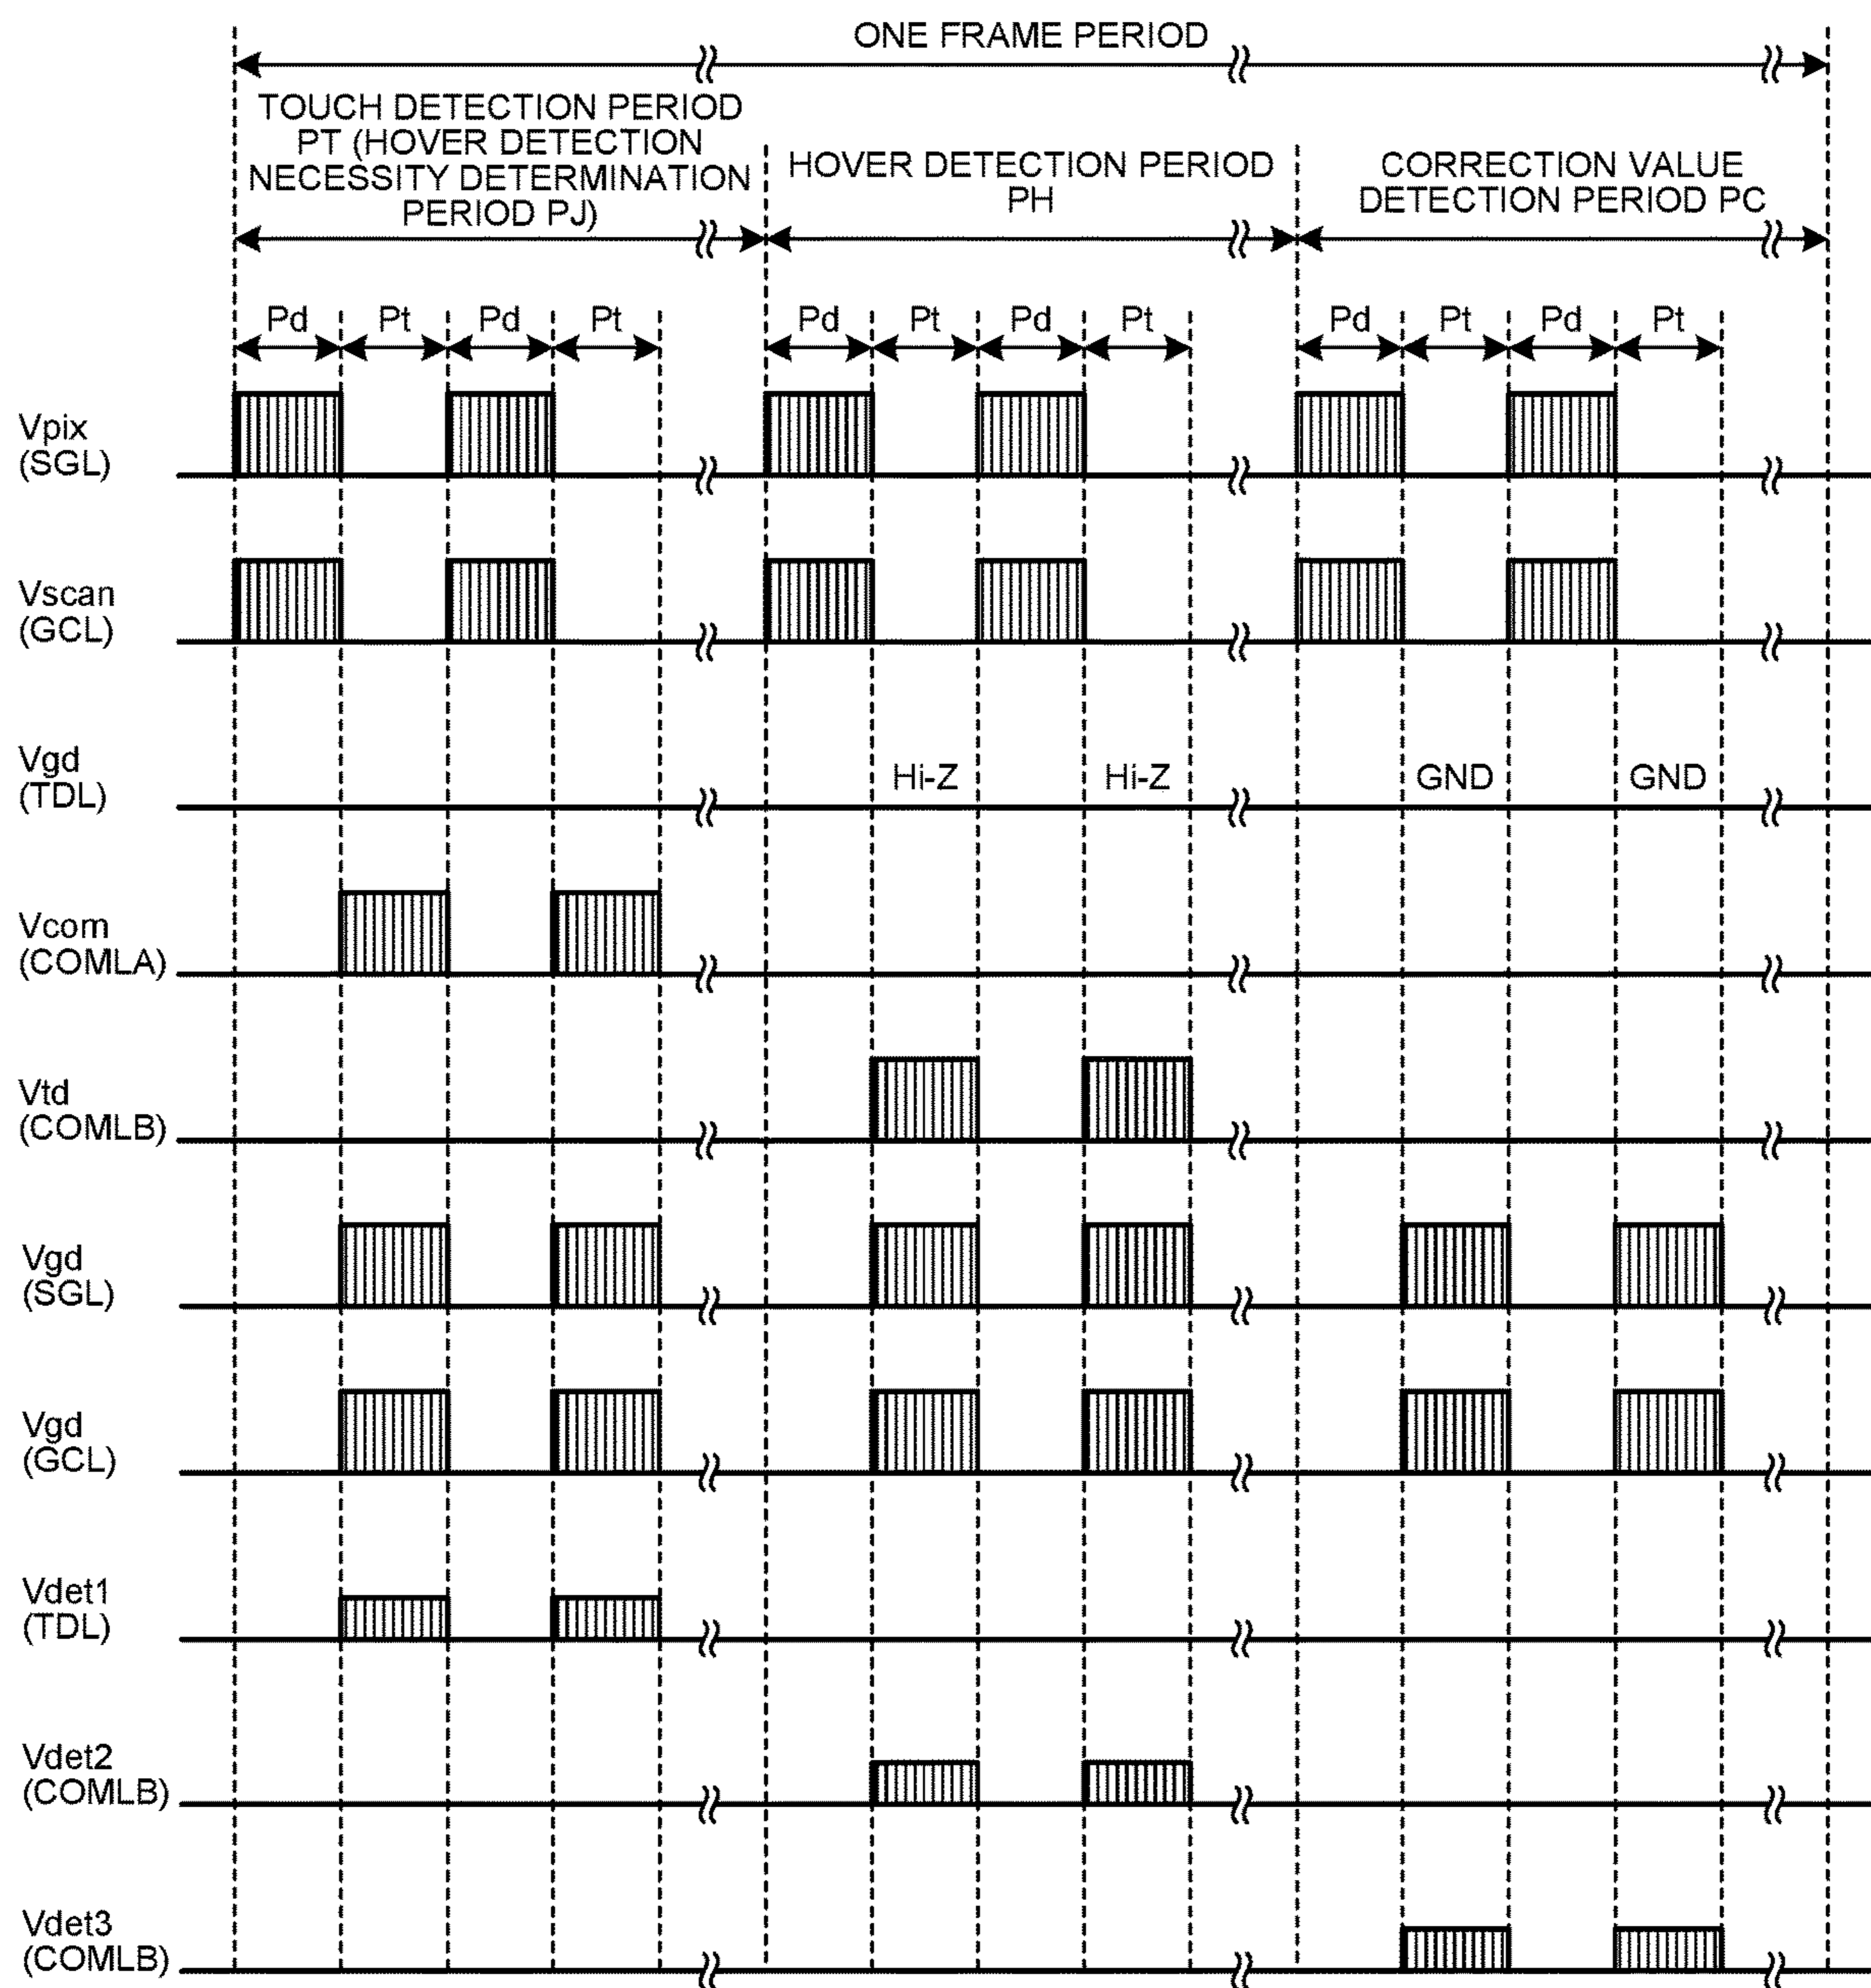 ONE FRAME PERIOD
TOUCH DETECTION PERIOD
PT (HOVER DETECTION
NECESSITY DETERMINATION
PERIOD PJ)
HOVER DETECTION PERIOD
PH
CORRECTION VALUE
DETECTION PERIOD PC
Pd Pt Pd Pt Pd Pt Pd Pt Pd Pt Pd Pt
Vpix
(SGL)
Vscan
(GCL)
Vgd
(TDL)
Hi-Z Hi-Z GND GND
Vcom
(COMLA)
Vtd
(COMLB)
Vgd
(SGL)
Vgd
(GCL)
Vdet1
(TDL)
Vdet2
(COMLB)
Vdet3
(COMLB)